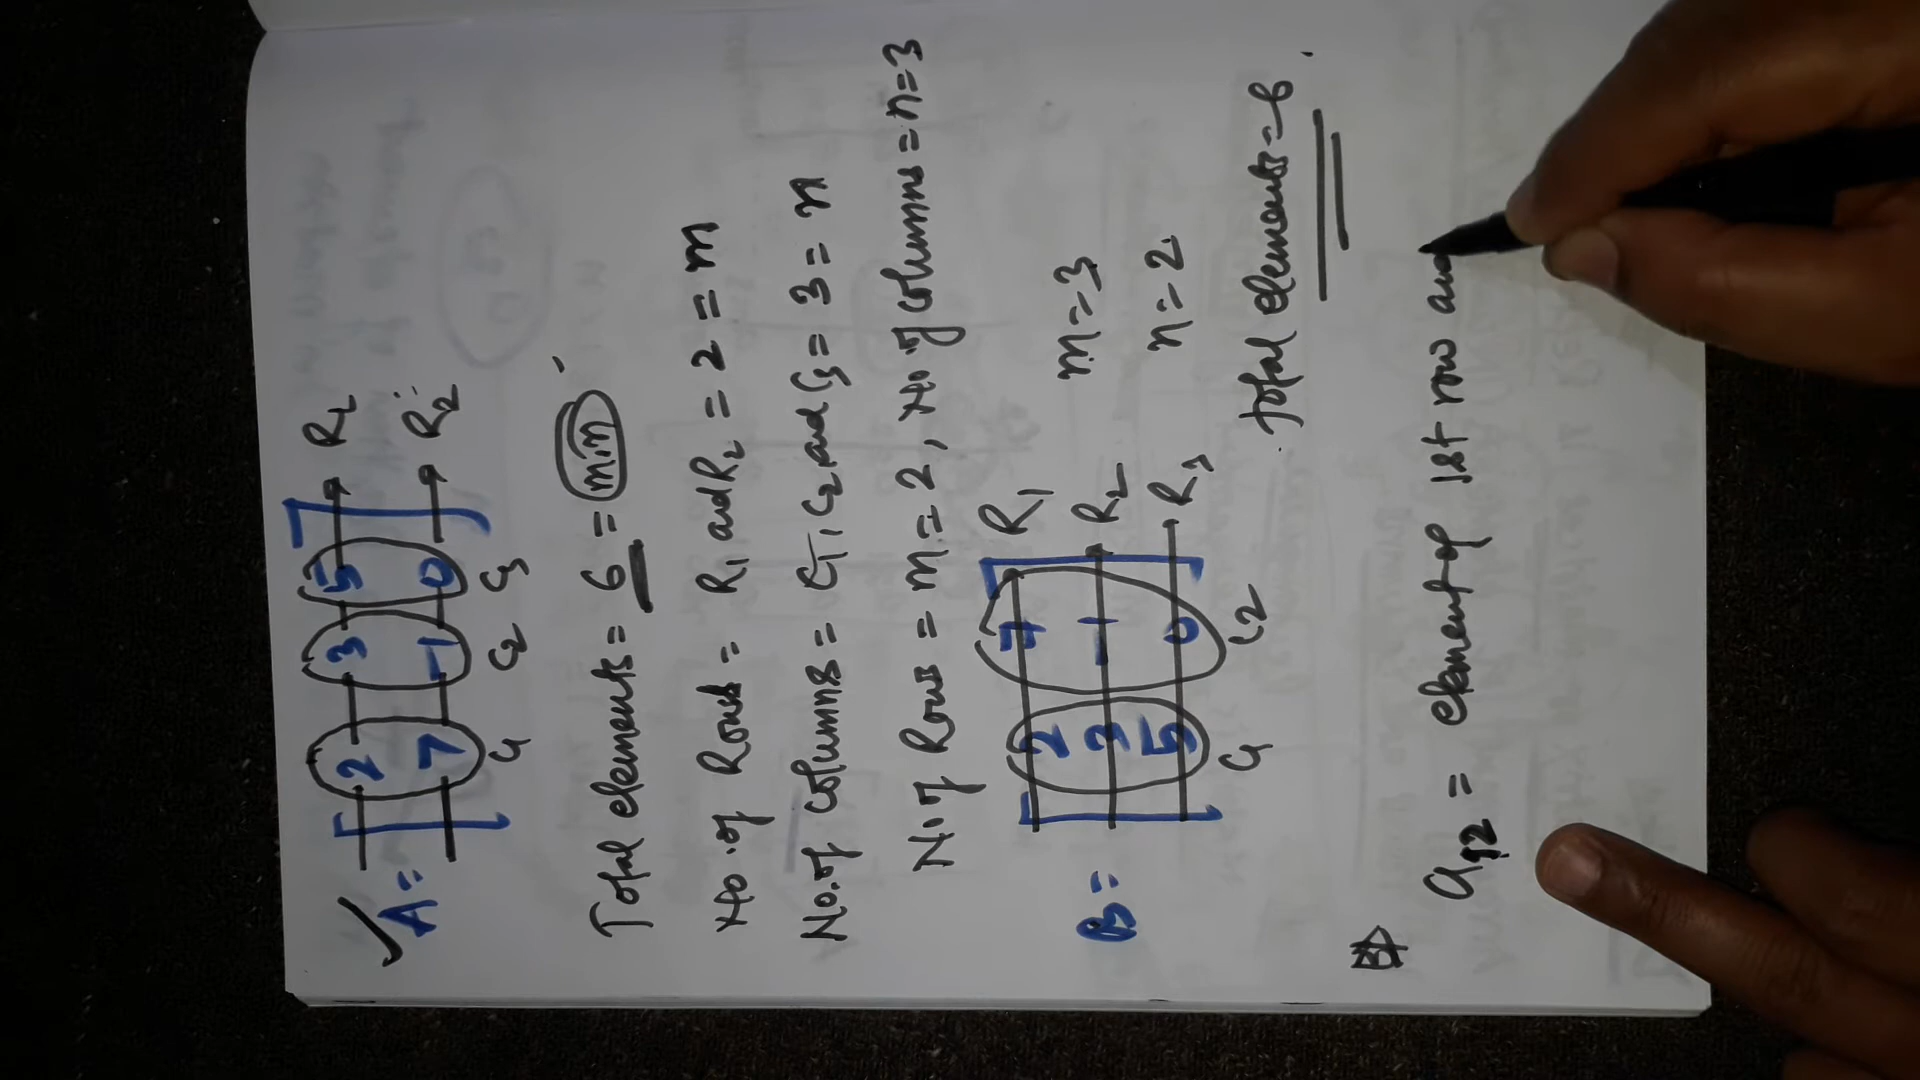 A = [ 2 3 5 ] R1
7 -1 0 R2
C1 C2 C3
Total elements = 6 = m.n
No. of Rows = R1 and R2 = 2 = m
No. of columns = C1, C2 and C3 = 3 = n
No of Rows = m = 2, No. of columns = n = 3
B = [ 2 7 ] R1
3 -1 R2 m = 3
5 0 R3 n = 2
C1 C2
Total elements = 6.
a12 = element of 1st row and